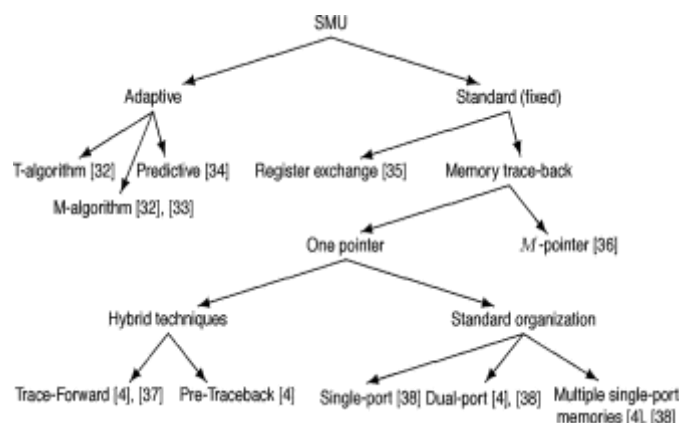 SMU
Adaptive
Standard (fixed)
T-algorithm [32]
Predictive [34]
Register exchange [35]
Memory trace-back
M-algorithm [32], [33]
One pointer
M-pointer [36]
Hybrid techniques
Standard organization
Trace-Forward [4], [37]
Pre-Traceback [4]
Single-port [38]
Dual-port [4], [38]
Multiple single-port
memories [4], [38]